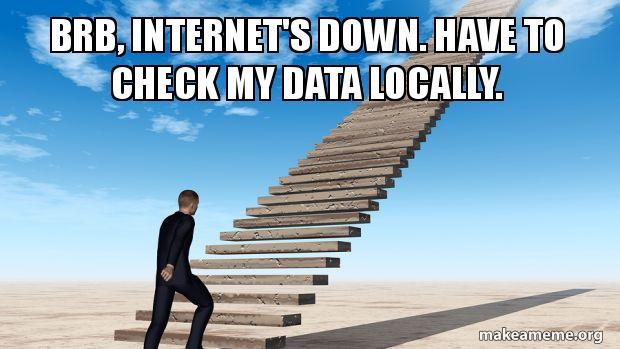 BRB, INTERNET'S DOWN. HAVE TO
CHECK MY DATA LOCALLY.
makeameme.org